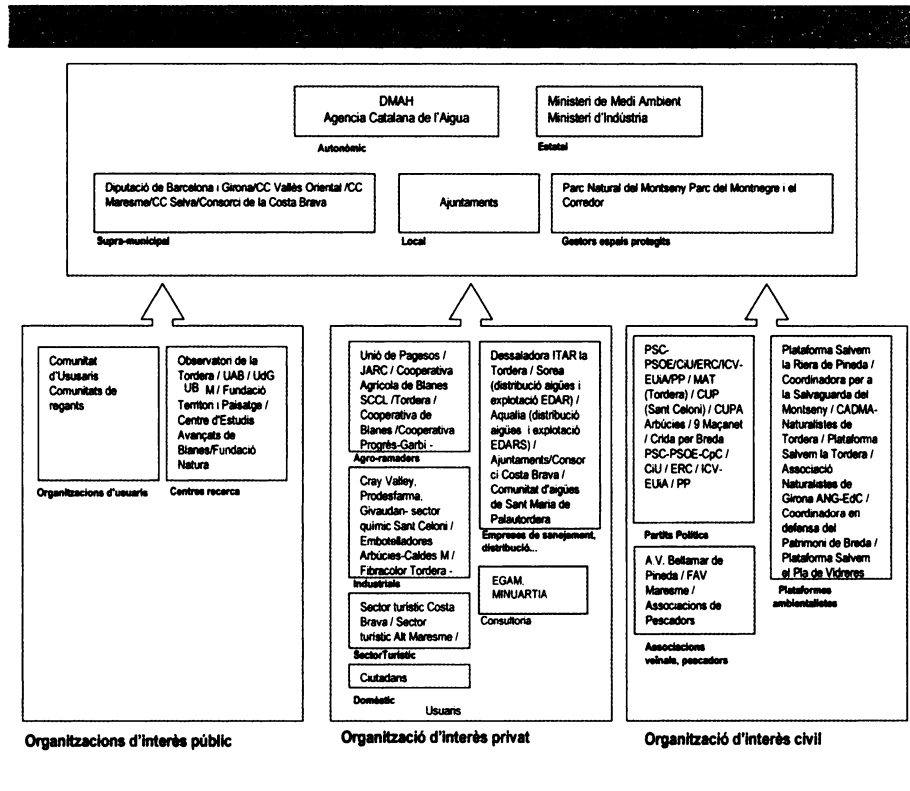 DMAH
Agencia Catalana de l'Aigua
Autonòmic
Ministeri de Medi Ambient
Ministeri d'Indústria
Estatal
Diputació de Barcelona i Girona/CC Vallès Oriental /CC
Maresme/CC Selva/Consorci de la Costa Brava
Supra-municipal
Ajuntaments
Local
Parc Natural del Montseny Parc del Montnegre i el
Corredor
Gestors espais protegits
Comunitat
d'Ususaris
Comunitats de
regants
Organitzacions d'usuaris
Observatori de la
Tordera / UAB / UdG
UB M / Fundació
Territori i Paisatge /
Centre d'Estudis
Avançats de
Blanes/Fundació
Natura
Centres recerca
Organitzacions d'interès públic
Unió de Pagesos /
JARC / Cooperativa
Agrícola de Blanes
SCCL /Tordera /
Cooperativa de
Blanes /Cooperativa
Progrés-Garbi -
Agro-ramaders
Cray Valley,
Prodesfarma,
Givaudan- sector
químic Sant Celoni /
Embotelladores
Arbúcies-Caldes M /
Fibracolor Tordera -
Industrials
Sector turístic Costa
Brava / Sector
turístic Alt Maresme /
SectorTurístic
Ciutadans
Domèstic
Dessaladora ITAR la
Tordera / Sorea
(distribució aigües i
explotació EDAR) /
Aqualia (distribució
aigües i explotació
EDARS) /
Ajuntaments/Consor
ci Costa Brava /
Comunitat d'aigües
de Sant Maria de
Palautordera
Empreses de sanejament,
distribució...
EGAM,
MINUARTIA
Consultoria
Usuaris
Organització d'interès privat
PSC-
PSOE/CiU/ERC/ICV-
EUiA/PP / MAT
(Tordera) / CUP
(Sant Celoni) / CUPA
Arbúcies / 9 Maçanet
/ Crida per Breda
PSC-PSOE-CpC /
CiU / ERC / ICV-
EUiA / PP
Partits Polítics
A.V. Bellamar de
Pineda / FAV
Maresme /
Associacions de
Pescadors
Associacions
veïnals, pescadors
Plataforma Salvem
la Riera de Pineda /
Coordinadora per a
la Salvaguarda del
Montseny / CADMA-
Naturalistes de
Tordera / Plataforma
Salvem la Tordera /
Associació
Naturalistes de
Girona ANG-EdC /
Coordinadora en
defensa del
Patrimoni de Breda /
Plataforma Salvem
el Pla de Vidreres
Plataformes
ambientalistes
Organització d'interès civil